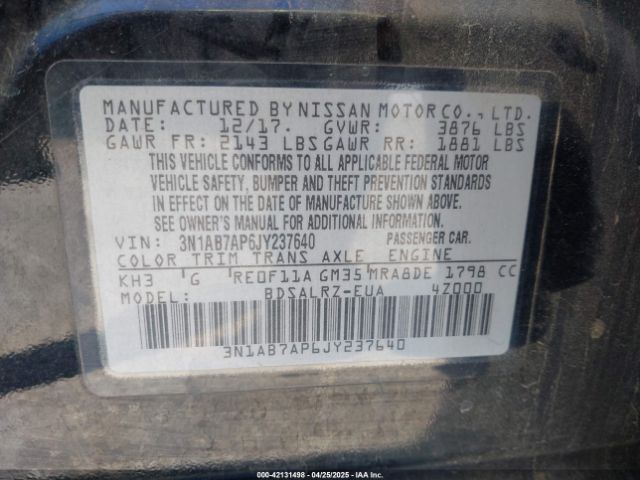 MANUFACTURED BY NISSAN MOTOR CO., LTD.
DATE: 12/17. GVWR: 3876 LBS
GAWR FR: 2143 LBS GAWR RR: 1881 LBS
THIS VEHICLE CONFORMS TO ALL APPLICABLE FEDERAL MOTOR
VEHICLE SAFETY, BUMPER AND THEFT PREVENTION STANDARDS
IN EFFECT ON THE DATE OF MANUFACTURE SHOWN ABOVE.
SEE OWNER'S MANUAL FOR ADDITIONAL INFORMATION.
VIN: 3N1AB7AP6JY237640 PASSENGER CAR.
COLOR TRIM TRANS AXLE ENGINE
KH3 G RE0F11A GM35 MRA8DE 1798 CC
MODEL: BDSALRZ-EUA 4Z000
3N1AB7AP6JY237640
000-42131498 - 04/25/2025 - IAA, Inc.